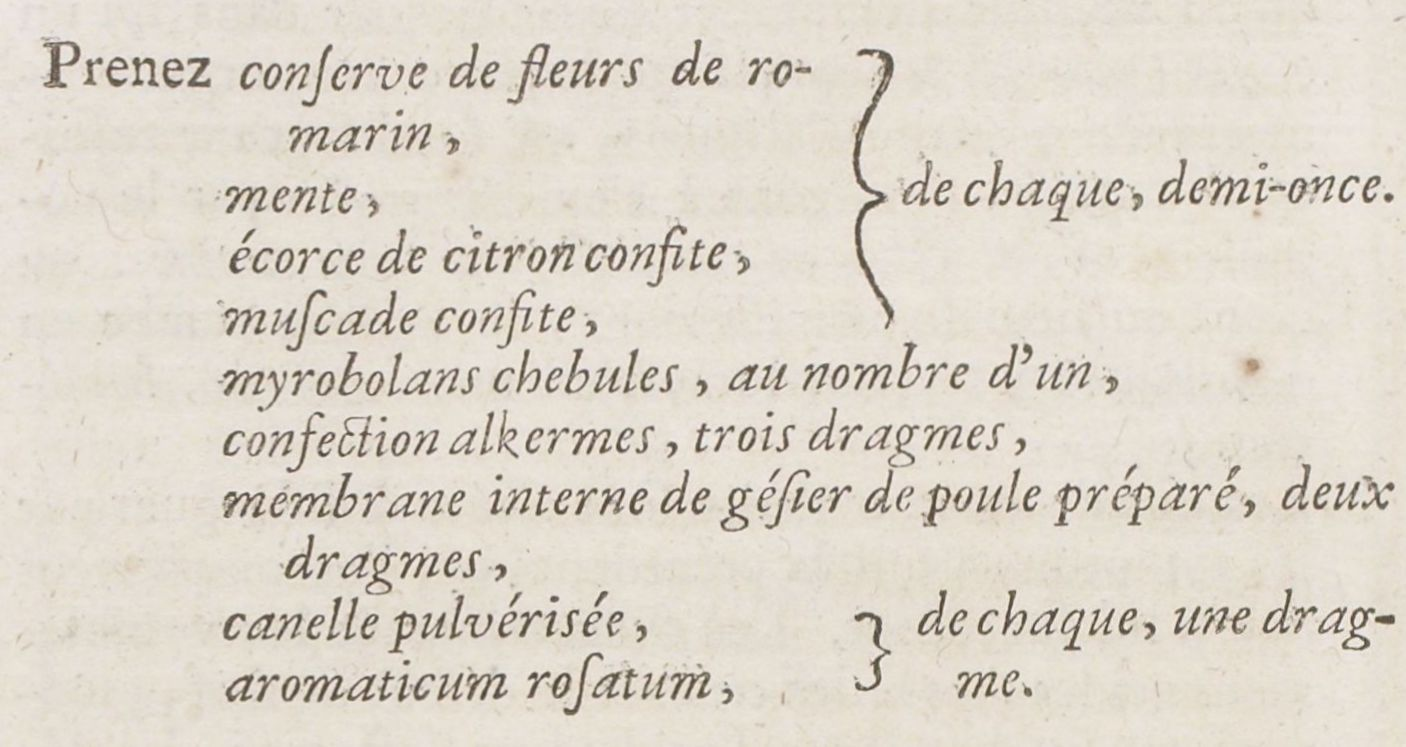 Prenez conſerve de fleurs de ro-
marin,
mente,
de chaque, demi-once.
écorce de citron confite,
muſcade confite,
myrobolans chebules, au nombre d'un,
confection alkermes, trois dragmes,
membrane interne de géſier de poule préparé, deux
dragmes,
canelle pulvérisée,
aromaticum roſatum,
de chaque, une drag-
me.